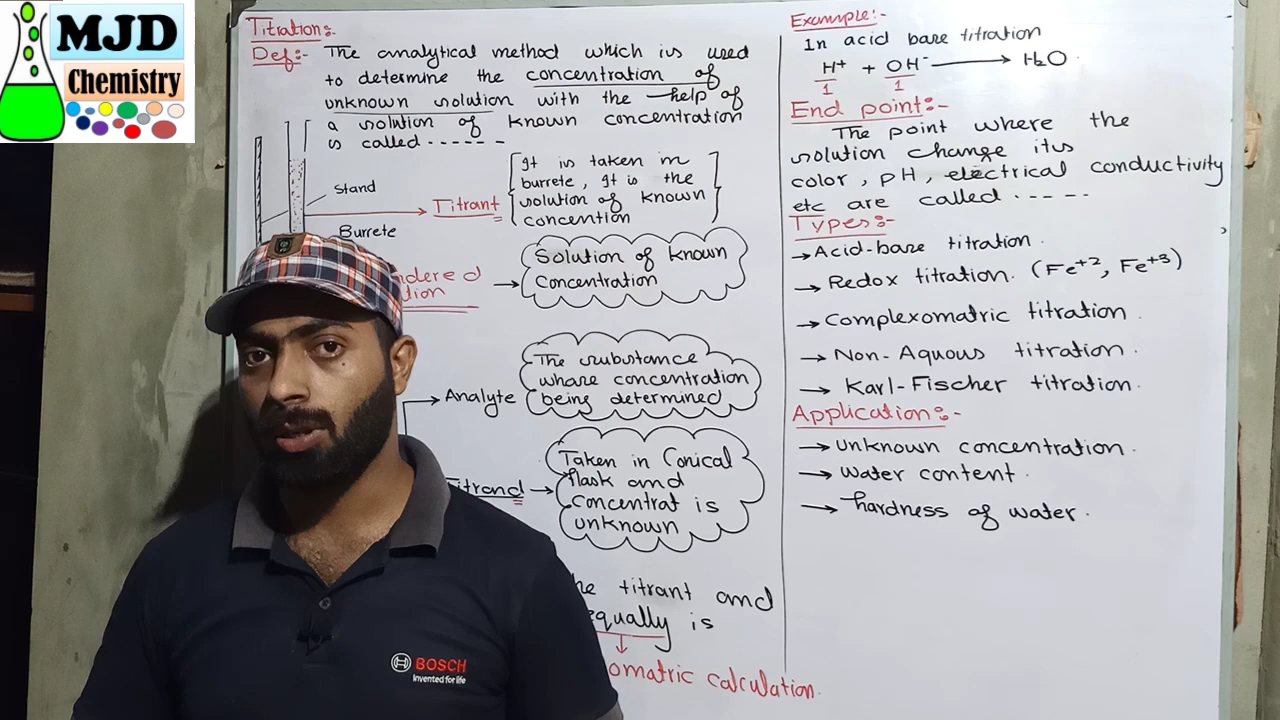 MJD
Chemistry
Titration:-
Def:- The analytical method which is used
to determine the concentration of
unknown solution with the help of
a solution of known concentration
is called ------
Stand
Burrete
Titrant
It is taken in
burrete, It is the
solution of known
concention
Solution of known
Concentration
Analyte
The substance
whare concentration
being determined
Titrand
Taken in Conical
flask and
Concentrat is
unknown
titrant and
equally is
calculation.
Example:-
In acid base titration
H+ + OH- → H2O
1 1
End point:-
The point where the
solution change its
color, pH, electrical conductivity
etc are called -----
Types:-
→ Acid-base titration.
→ Redox titration. (Fe+2, Fe+3)
→ Complexomatric titration.
→ Non-Aquous titration.
→ Karl-Fischer titration.
Application:-
→ unknown concentration.
→ water content.
→ hardness of water.
BOSCH
Invented for life